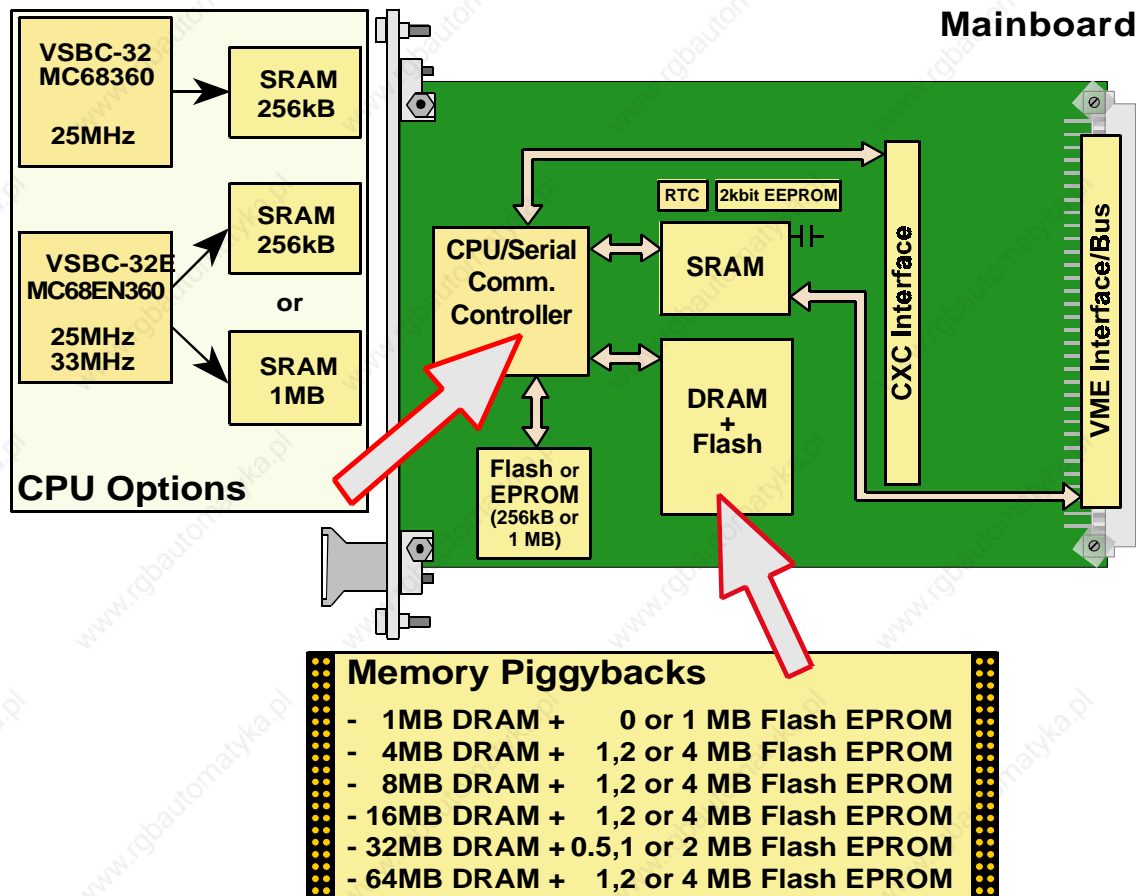 Mainboard
VSBC-32
MC68360
25MHz
SRAM
256kB
VSBC-32E
MC68EN360
25MHz
33MHz
SRAM
256kB
or
SRAM
1MB
CPU Options
CPU/Serial
Comm.
Controller
RTC
2kbit EEPROM
SRAM
DRAM
+
Flash
Flash or
EPROM
(256kB or
1 MB)
CXC Interface
VME Interface/Bus
Memory Piggybacks
- 1MB DRAM + 0 or 1 MB Flash EPROM
- 4MB DRAM + 1,2 or 4 MB Flash EPROM
- 8MB DRAM + 1,2 or 4 MB Flash EPROM
- 16MB DRAM + 1,2 or 4 MB Flash EPROM
- 32MB DRAM + 0.5,1 or 2 MB Flash EPROM
- 64MB DRAM + 1,2 or 4 MB Flash EPROM
www.rgbautomatyka.pl